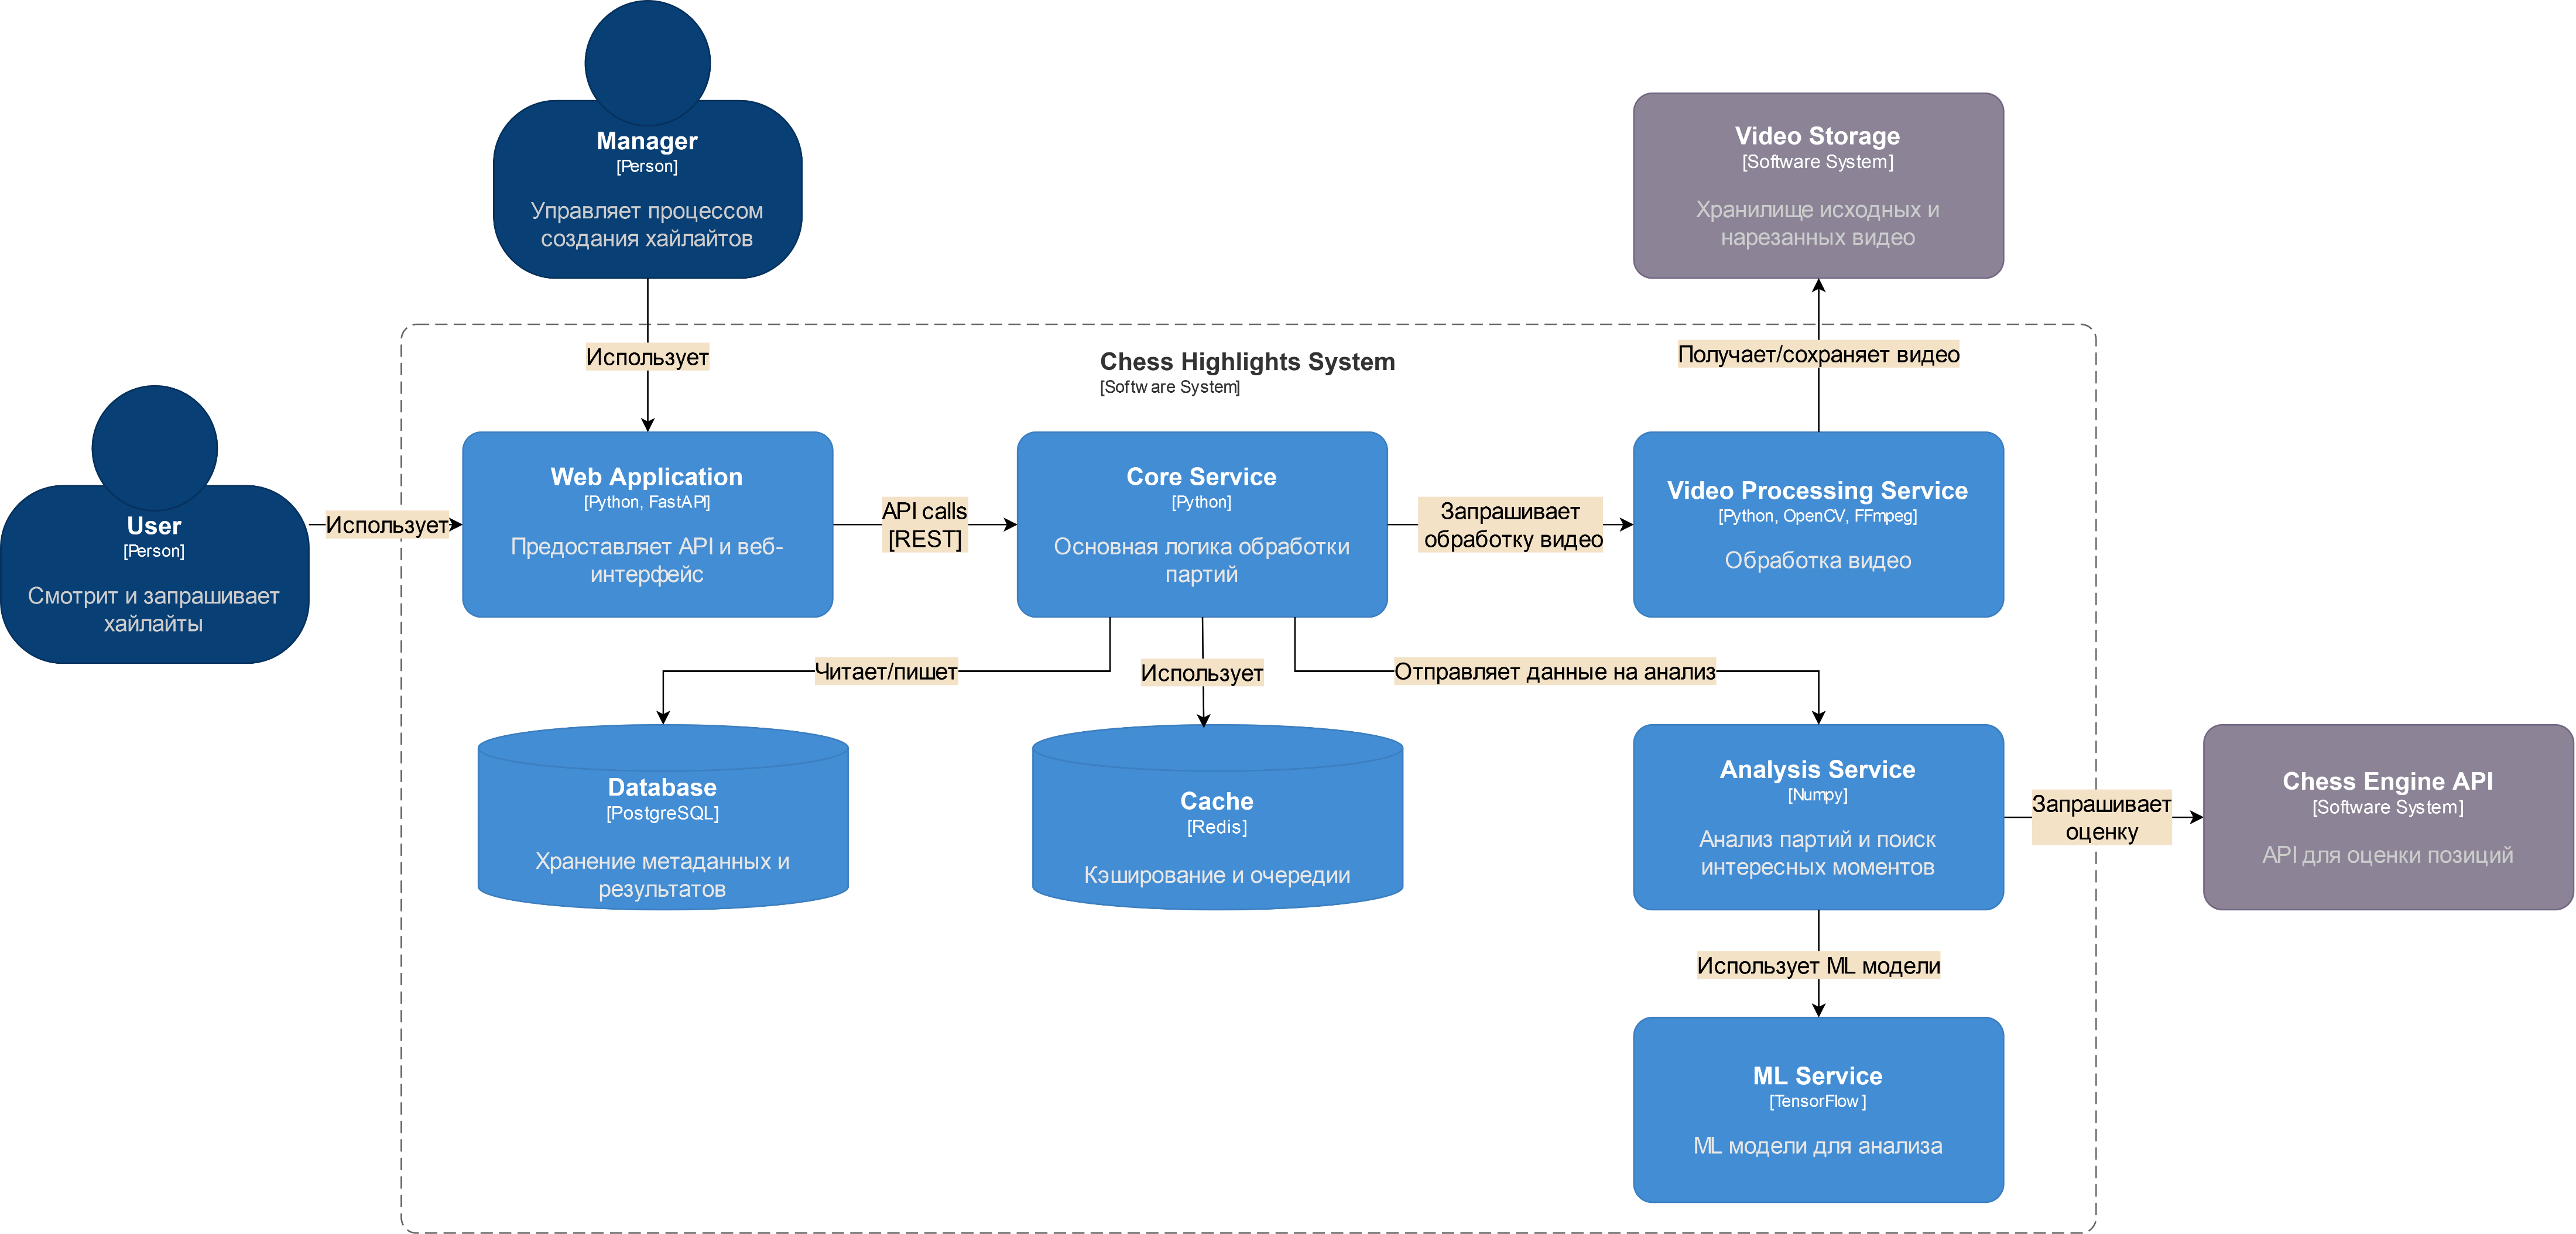 Manager
[Person]
Управляет процессом
создания хайлайтов
Video Storage
[Software System]
Хранилище исходных и
нарезанных видео
Использует
Chess Highlights System
[Software System]
Получает/сохраняет видео
User
[Person]
Смотрит и запрашивает
хайлайты
Использует
Web Application
[Python, FastAPI]
Предоставляет API и веб-
интерфейс
API calls
[REST]
Core Service
[Python]
Основная логика обработки
партий
Запрашивает
обработку видео
Video Processing Service
[Python, OpenCV, FFmpeg]
Обработка видео
Читает/пишет
Использует
Отправляет данные на анализ
Database
[PostgreSQL]
Хранение метаданных и
результатов
Cache
[Redis]
Кэширование и очередии
Analysis Service
[Numpy]
Анализ партий и поиск
интересных моментов
Запрашивает
оценку
Chess Engine API
[Software System]
API для оценки позиций
Использует ML модели
ML Service
[TensorFlow]
ML модели для анализа